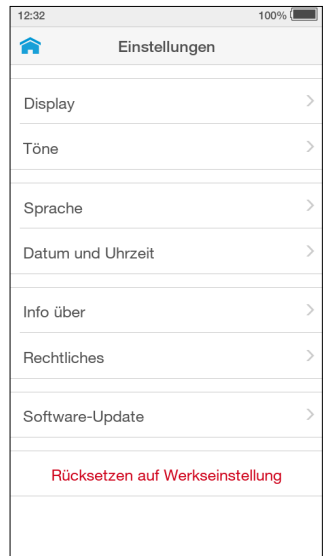 12:32 100%
Einstellungen
Display
Töne
Sprache
Datum und Uhrzeit
Info über
Rechtliches
Software-Update
Rücksetzen auf Werkseinstellung